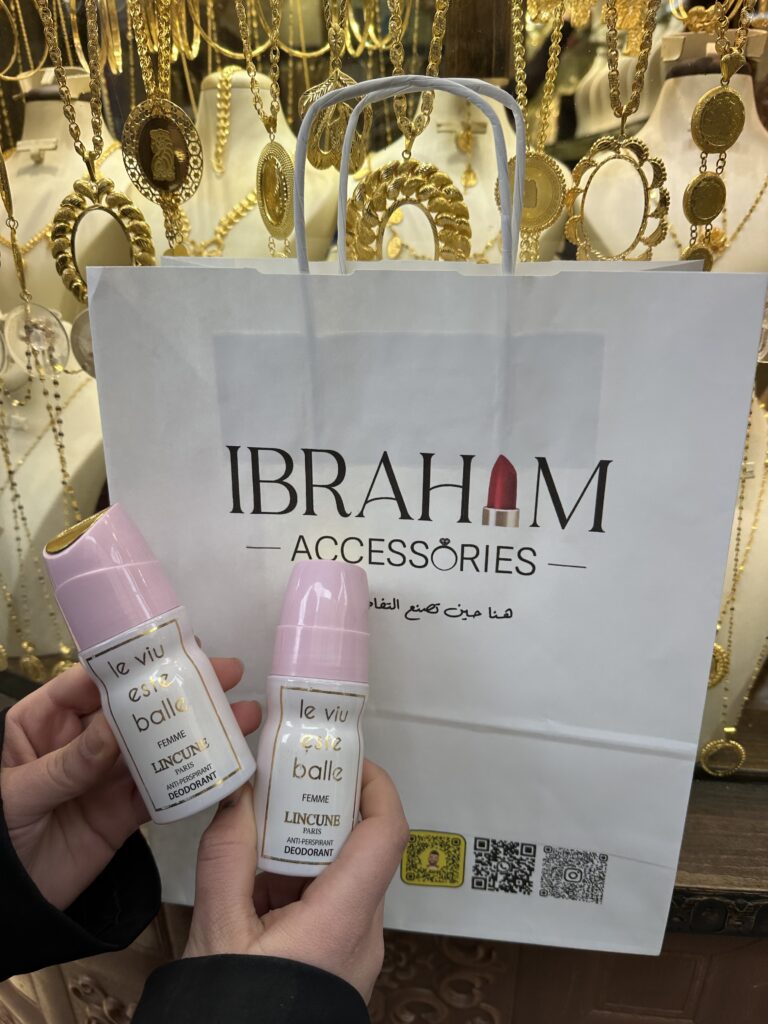 IBRAHIM
ACCESSORIES
هنا حين تصنع
le viu
este
balle
FEMME
LINCUNE
PARIS
ANTI-PERSPIRANT
DEODORANT
le viu
este
balle
FEMME
LINCUNE
PARIS
ANTI-PERSPIRANT
DEODORANT